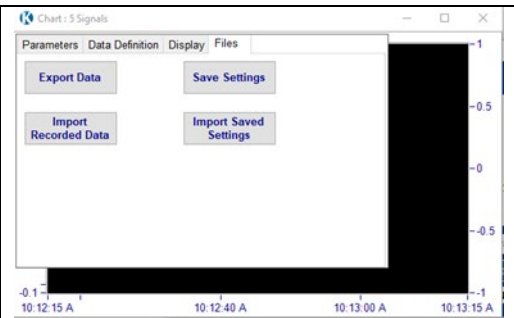 Chart : 5 Signals
Parameters Data Definition Display Files
Export Data Save Settings
Import Recorded Data
Import Saved Settings
1
0.5
0
-0.5
-1
-0.1
10:12:15 A 10:12:40 A 10:13:00 A 10:13:15 A